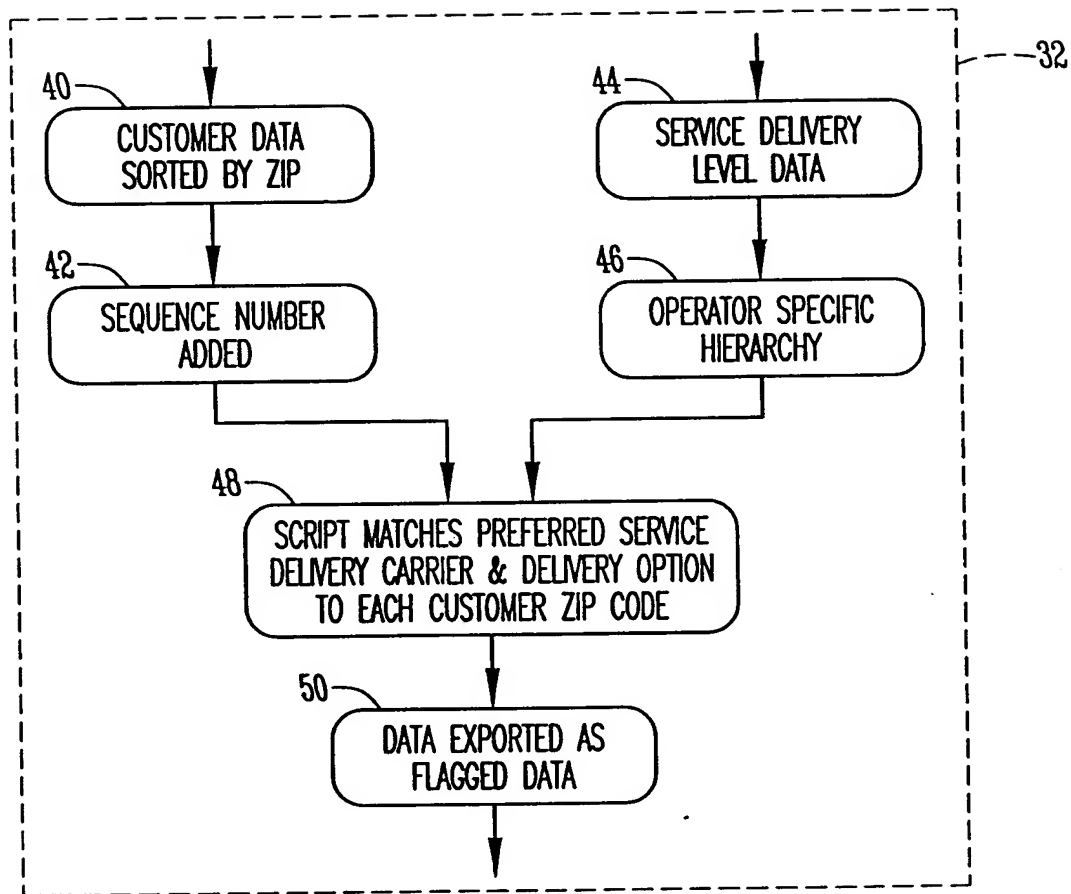 32
40
CUSTOMER DATA
SORTED BY ZIP
44
SERVICE DELIVERY
LEVEL DATA
42
SEQUENCE NUMBER
ADDED
46
OPERATOR SPECIFIC
HIERARCHY
48
SCRIPT MATCHES PREFERRED SERVICE
DELIVERY CARRIER & DELIVERY OPTION
TO EACH CUSTOMER ZIP CODE
50
DATA EXPORTED AS
FLAGGED DATA